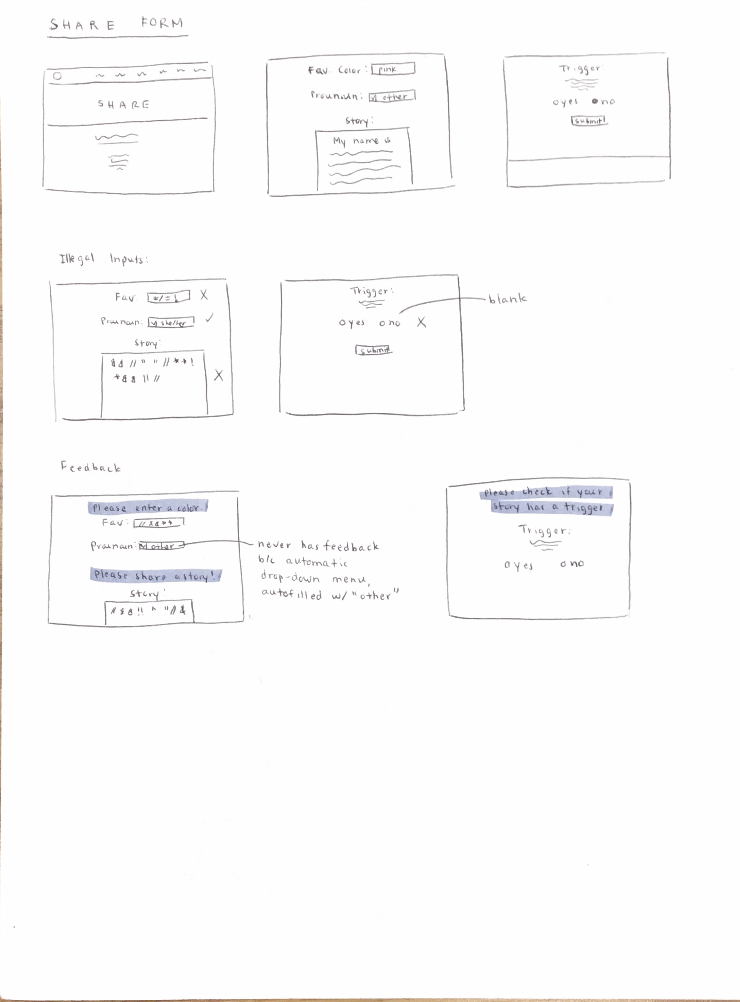 SHARE FORM
SHARE
Fav Color: pink
Pronoun: v other
Story:
My name is
Trigger
o yes ● no
submit
Illegal Inputs:
Fav: */=! X
Pronoun: v she/her ✓
Story:
X
Trigger:
o yes o no X
blank
submit
Feedback
Please enter a color!
Fav:
Pronoun: v other
never has feedback
b/c automatic
drop-down menu,
autofilled w/ "other"
Please share a story!
Story:
Please check if your
story has a trigger!
Trigger:
o yes o no